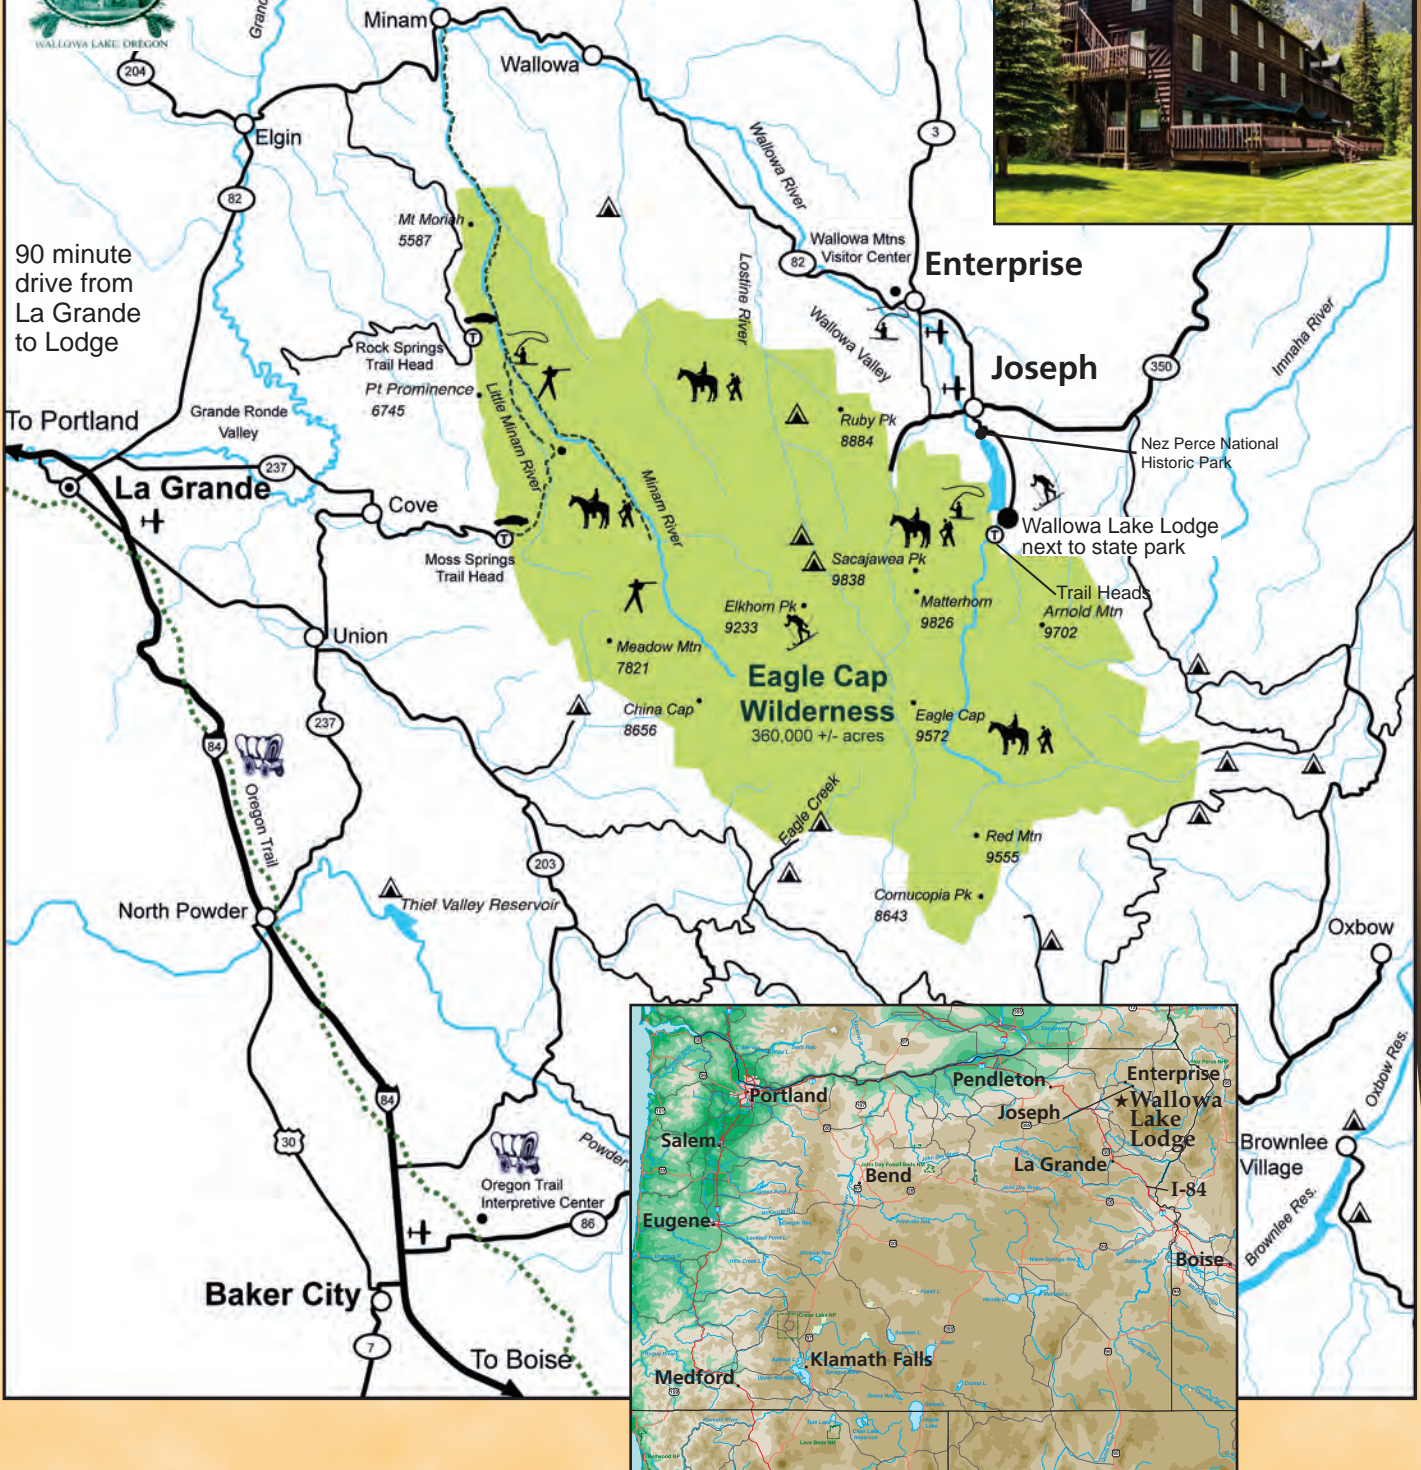 WALLOWA LAKE, OREGON
Minam
Wallowa
204
Elgin
3
82
Wallowa River
Mt Moriah
5587
90 minute
drive from
La Grande
to Lodge
Wallowa Mtns
Visitor Center
82
Enterprise
Lostine River
Wallowa Valley
Imnaha River
Rock Springs
Trail Head
T
Pt Prominence
6745
Little Minam River
Joseph
350
To Portland
Grande Ronde
Valley
Ruby Pk
8884
Nez Perce National
Historic Park
237
La Grande
Cove
Minam River
Moss Springs
Trail Head
T
Wallowa Lake Lodge
next to state park
T
Sacajawea Pk
9838
Trail Heads
Elkhorn Pk
9233
Matterhorn
9826
Arnold Mtn
9702
Union
Meadow Mtn
7821
Eagle Cap
Wilderness
360,000 +/- acres
China Cap
8656
Eagle Cap
9572
237
84
Oregon Trail
Eagle Creek
Red Mtn
9555
203
Cornucopia Pk
8643
Thief Valley Reservoir
North Powder
Oxbow
Oxbow Res.
84
30
Powder
Oregon Trail
Interpretive Center
86
Brownlee
Village
Brownlee Res.
Baker City
7
To Boise
Pendleton
Enterprise
Portland
Joseph
Wallowa
Lake
Lodge
Salem
La Grande
Bend
I-84
Eugene
Boise
Klamath Falls
Medford